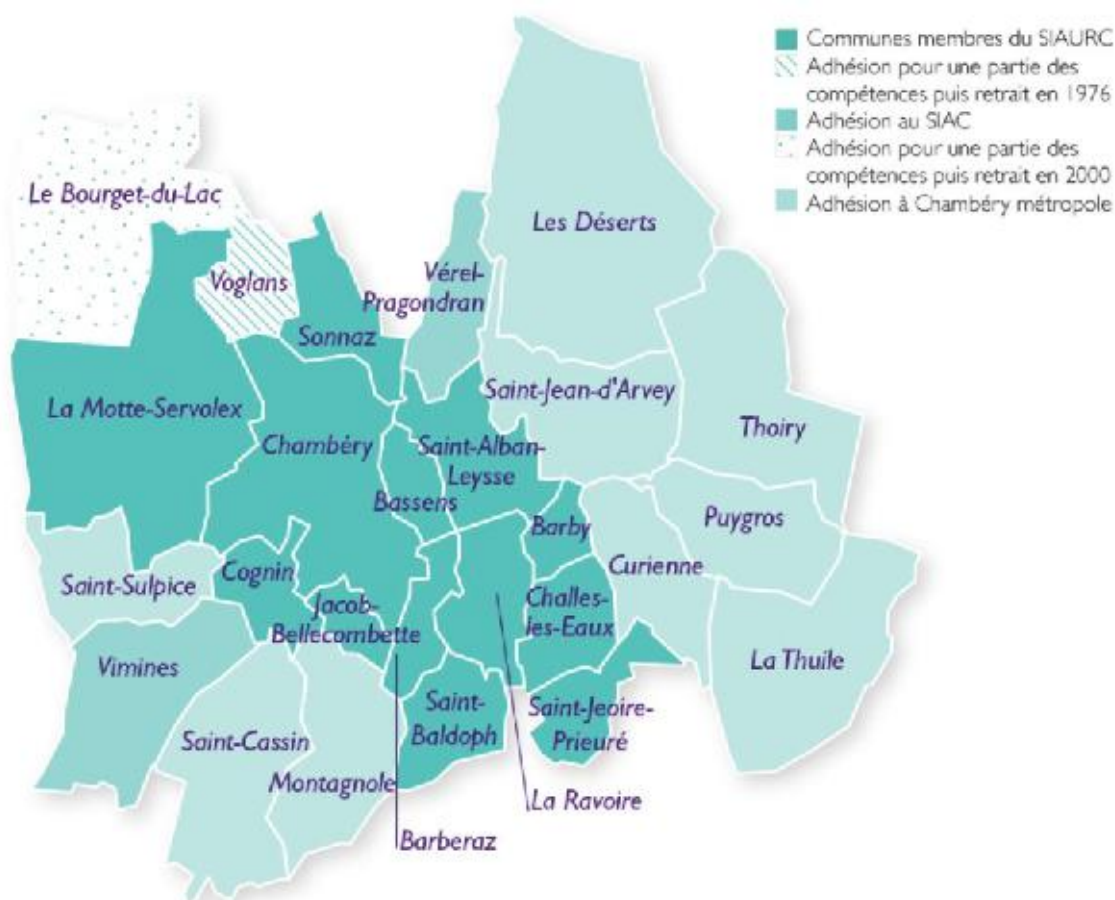 Communes membres du SIAURC
Adhésion pour une partie des
compétences puis retrait en 1976
Adhésion au SIAC
Adhésion pour une partie des
compétences puis retrait en 2000
Adhésion à Chambéry métropole
Le Bourget-du-Lac
Les Déserts
Voglans
Vérel-
Pragondran
Sonnaz
Saint-Jean-d'Arvey
La Motte-Servolex
Thoiry
Chambéry
Saint-Alban-
Leysse
Bassens
Puygros
Barby
Curienne
Cognin
Saint-Sulpice
Challes-
les-Eaux
Jacob-
Bellecombette
La Thuile
Vimines
Saint-
Baldoph
Saint-Jeoire-
Prieuré
Saint-Cassin
Montagnole
La Ravoire
Barberaz